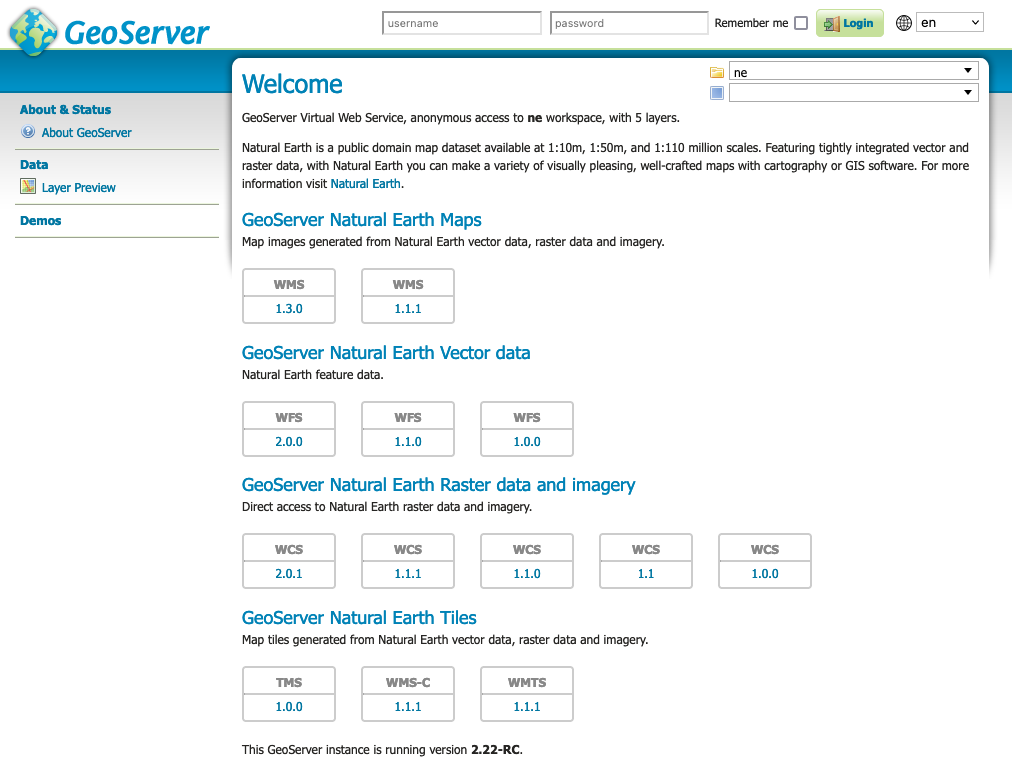 GeoServer
username
password
Remember me
Login
en
About & Status
About GeoServer
Data
Layer Preview
Demos
Welcome
ne
GeoServer Virtual Web Service, anonymous access to ne workspace, with 5 layers.
Natural Earth is a public domain map dataset available at 1:10m, 1:50m, and 1:110 million scales. Featuring tightly integrated vector and
raster data, with Natural Earth you can make a variety of visually pleasing, well-crafted maps with cartography or GIS software. For more
information visit Natural Earth.
GeoServer Natural Earth Maps
Map images generated from Natural Earth vector data, raster data and imagery.
WMS WMS
1.3.0 1.1.1
GeoServer Natural Earth Vector data
Natural Earth feature data.
WFS WFS WFS
2.0.0 1.1.0 1.0.0
GeoServer Natural Earth Raster data and imagery
Direct access to Natural Earth raster data and imagery.
WCS WCS WCS WCS WCS
2.0.1 1.1.1 1.1.0 1.1 1.0.0
GeoServer Natural Earth Tiles
Map tiles generated from Natural Earth vector data, raster data and imagery.
TMS WMS-C WMTS
1.0.0 1.1.1 1.1.1
This GeoServer instance is running version 2.22-RC.